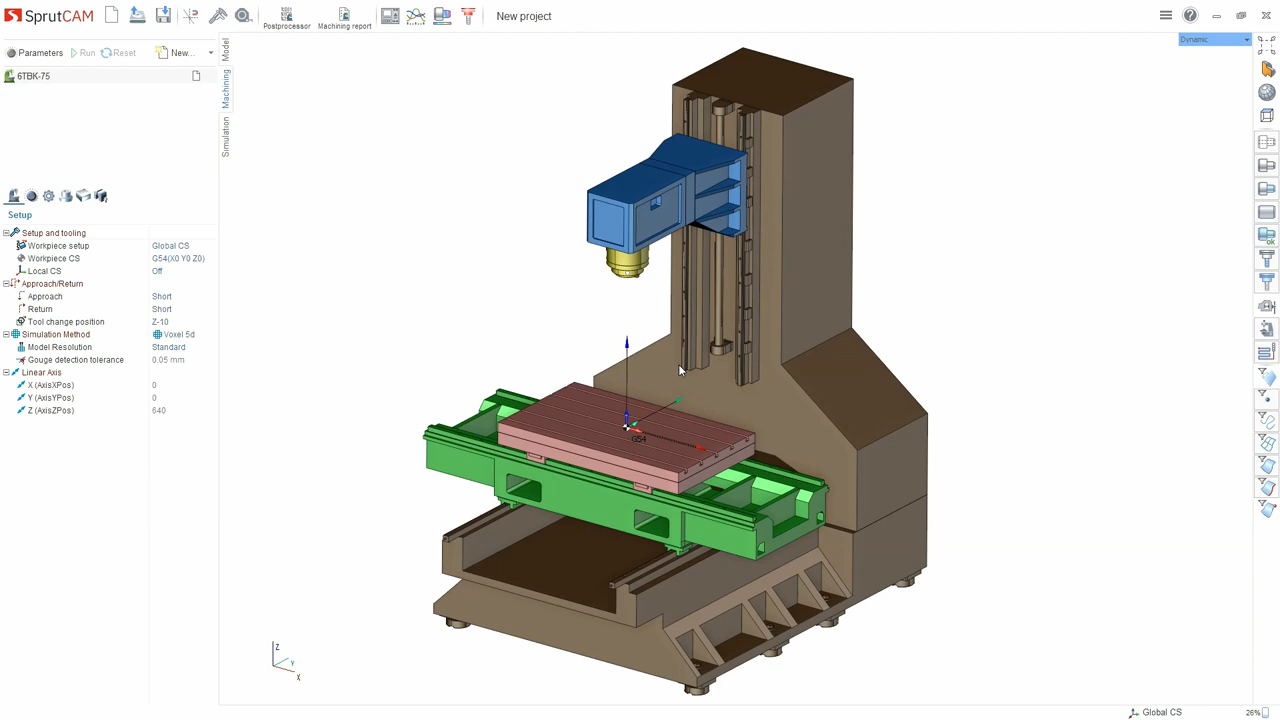 SprutCAM
Postprocessor
Machining report
New project
Parameters
Run
Reset
New...
6TBK-75
Model
Machining
Simulation
Dynamic
Setup
Setup and tooling
Workpiece setup Global CS
Workpiece CS G54(X0 Y0 Z0)
Local CS Off
Approach/Return
Approach Short
Return Short
Tool change position Z-10
Simulation Method Voxel 5d
Model Resolution Standard
Gouge detection tolerance 0.05 mm
Linear Axis
X (AxisXPos) 0
Y (AxisYPos) 0
Z (AxisZPos) 640
G54
Z
Y
X
Global CS
26%